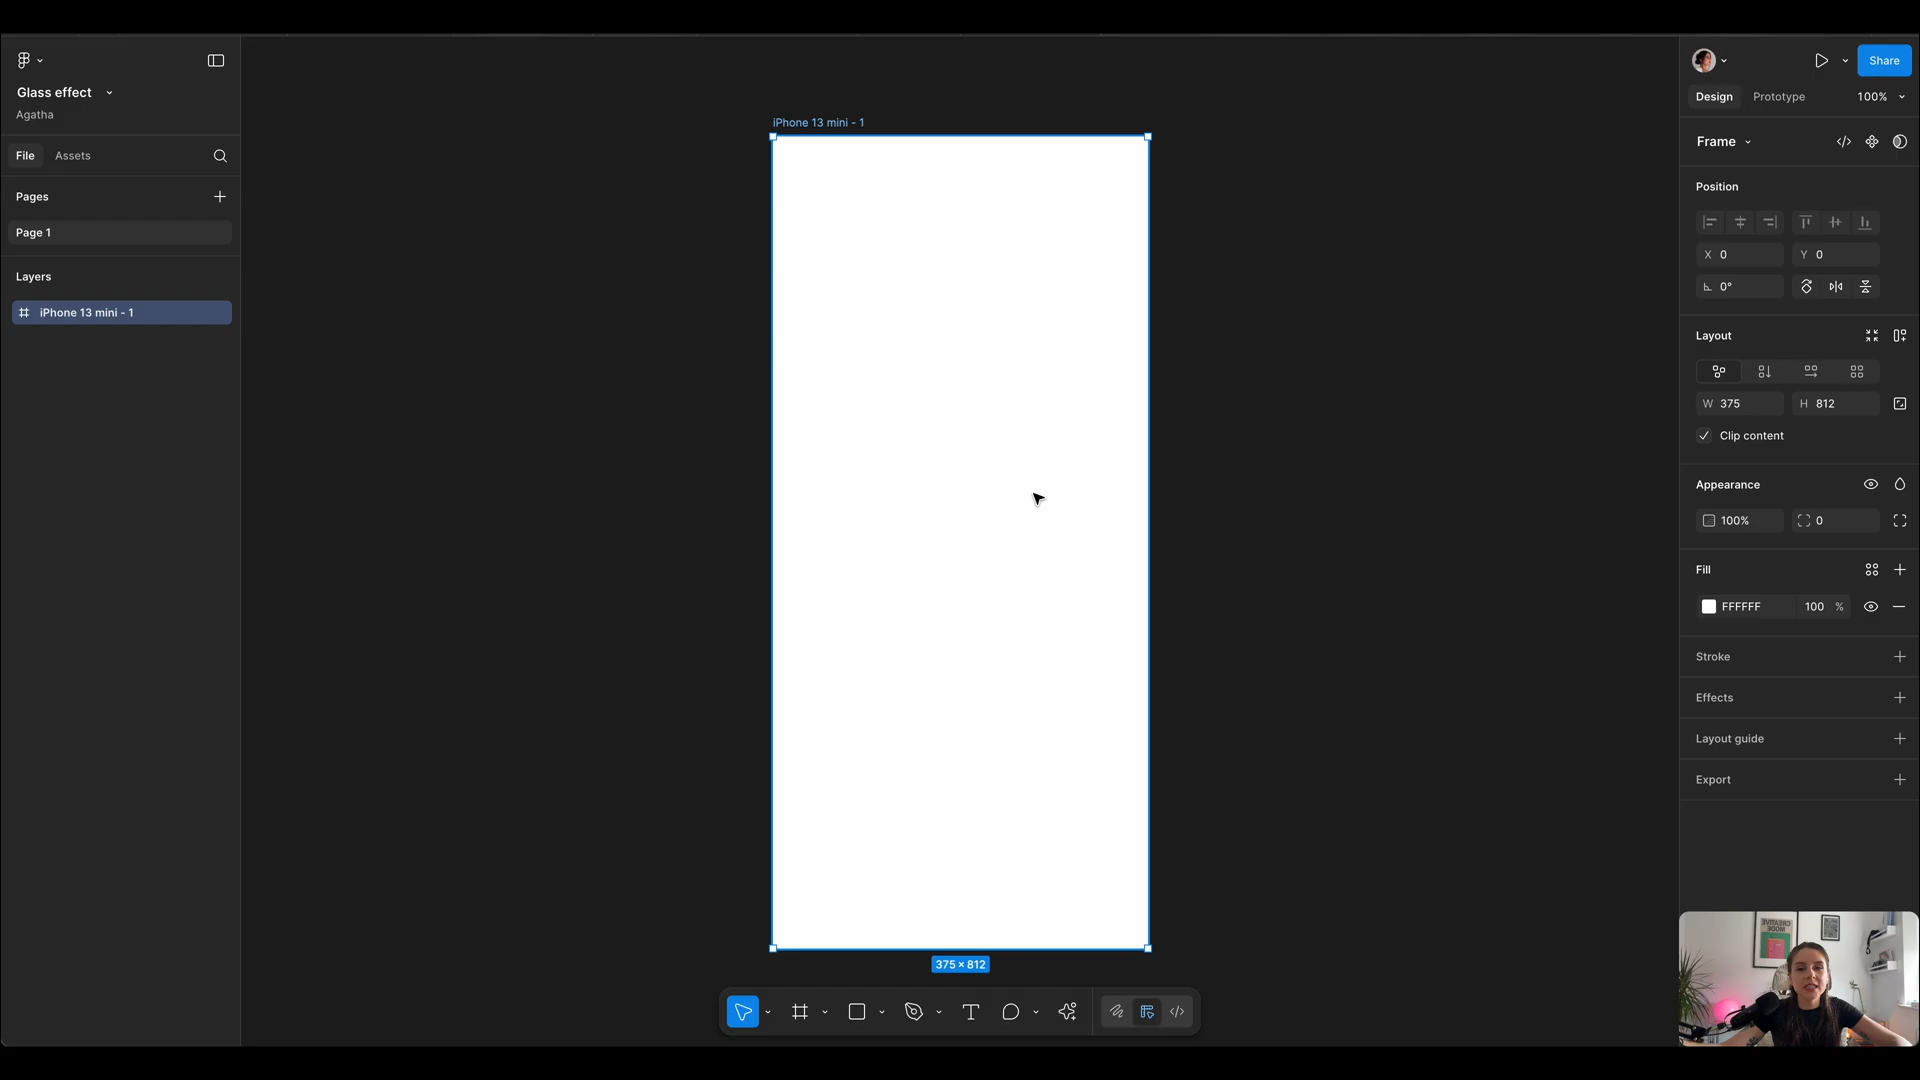 Glass effect
Agatha
File
Assets
Pages
Page 1
Layers
iPhone 13 mini - 1
iPhone 13 mini - 1
375 × 812
Share
Design
Prototype
100%
Frame
Position
X 0
Y 0
0°
Layout
W 375
H 812
Clip content
Appearance
100%
0
Fill
FFFFFF
100 %
Stroke
Effects
Layout guide
Export
CREATIVE
MODE